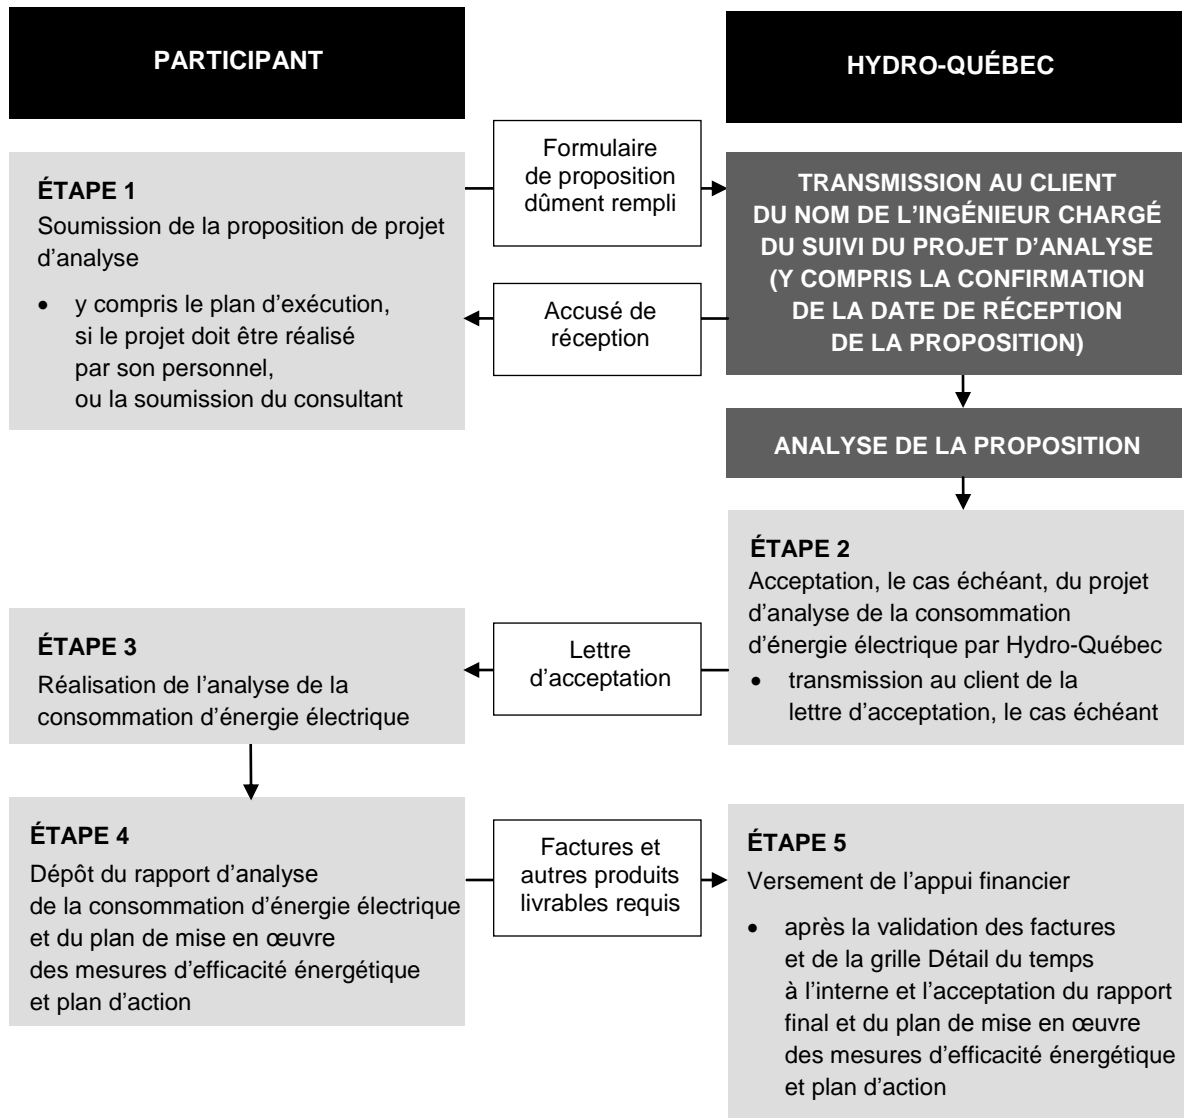 PARTICIPANT
HYDRO-QUÉBEC
ÉTAPE 1
Soumission de la proposition de projet
d’analyse
• y compris le plan d’exécution,
si le projet doit être réalisé
par son personnel,
ou la soumission du consultant
Formulaire
de proposition
dûment rempli
Accusé de
réception
TRANSMISSION AU CLIENT
DU NOM DE L’INGÉNIEUR CHARGÉ
DU SUIVI DU PROJET D’ANALYSE
(Y COMPRIS LA CONFIRMATION
DE LA DATE DE RÉCEPTION
DE LA PROPOSITION)
ANALYSE DE LA PROPOSITION
ÉTAPE 2
Acceptation, le cas échéant, du projet
d’analyse de la consommation
d’énergie électrique par Hydro-Québec
• transmission au client de la
lettre d’acceptation, le cas échéant
Lettre
d’acceptation
ÉTAPE 3
Réalisation de l’analyse de la
consommation d’énergie électrique
ÉTAPE 4
Dépôt du rapport d’analyse
de la consommation d’énergie électrique
et du plan de mise en œuvre
des mesures d’efficacité énergétique
et plan d’action
Factures et
autres produits
livrables requis
ÉTAPE 5
Versement de l’appui financier
• après la validation des factures
et de la grille Détail du temps
à l’interne et l’acceptation du rapport
final et du plan de mise en œuvre
des mesures d’efficacité énergétique
et plan d’action